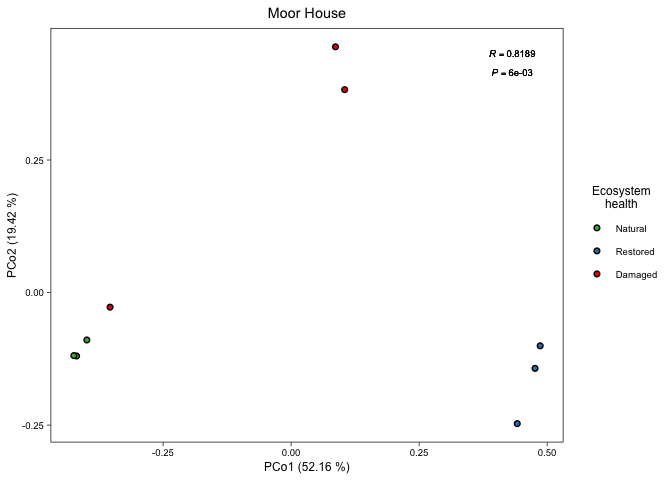 Moor House
R = 0.8189
P = 6e-03
0.25
0.00
-0.25
PCo2 (19.42 %)
-0.25
0.00
0.25
0.50
PCo1 (52.16 %)
Ecosystem
health
Natural
Restored
Damaged